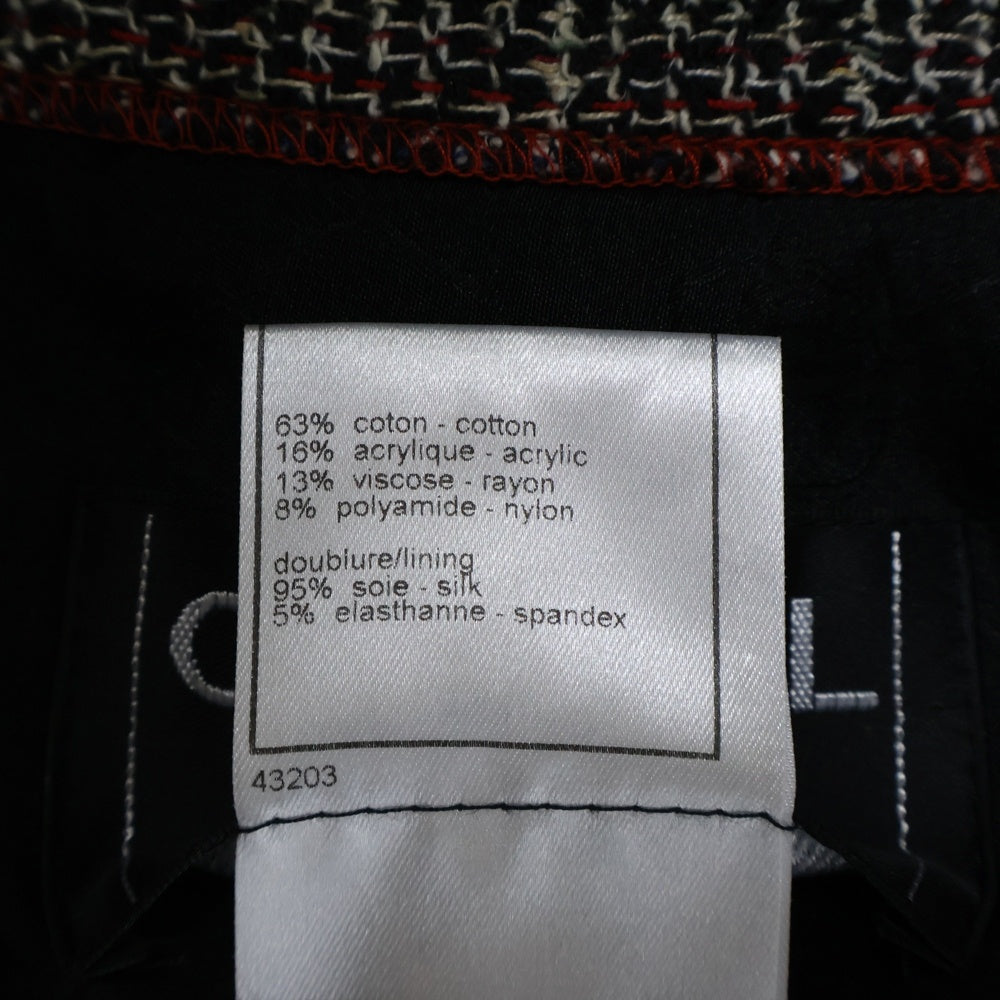 63% coton - cotton
16% acrylique - acrylic
13% viscose - rayon
8% polyamide - nylon
doublure/lining
95% soie - silk
5% elasthanne - spandex
43203